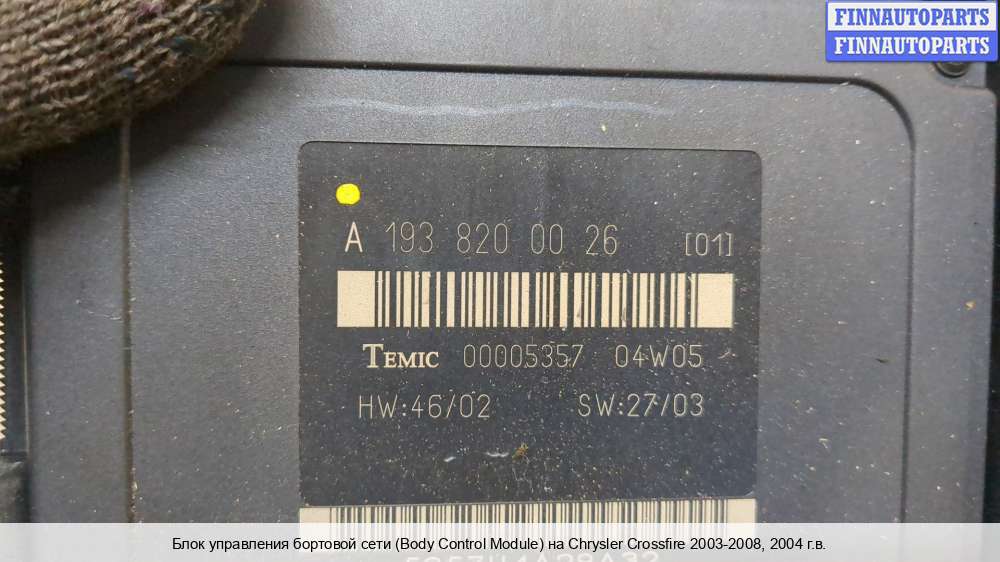 FINNAUTOPARTS
FINNAUTOPARTS
A 193 820 00 26 [01]
TEMIC 00005357 04W05
HW:46/02 SW:27/03
Блок управления бортовой сети (Body Control Module) на Chrysler Crossfire 2003-2008, 2004 г.в.